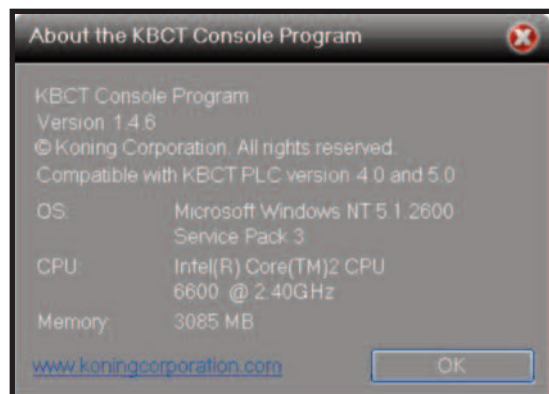 About the KBCT Console Program
KBCT Console Program
Version 1.4.6
© Koning Corporation. All rights reserved.
Compatible with KBCT PLC version 4.0 and 5.0
OS: Microsoft Windows NT 5.1.2600
Service Pack 3
CPU: Intel(R) Core(TM)2 CPU
6600 @ 2.40GHz
Memory: 3085 MB
www.koningcorporation.com OK